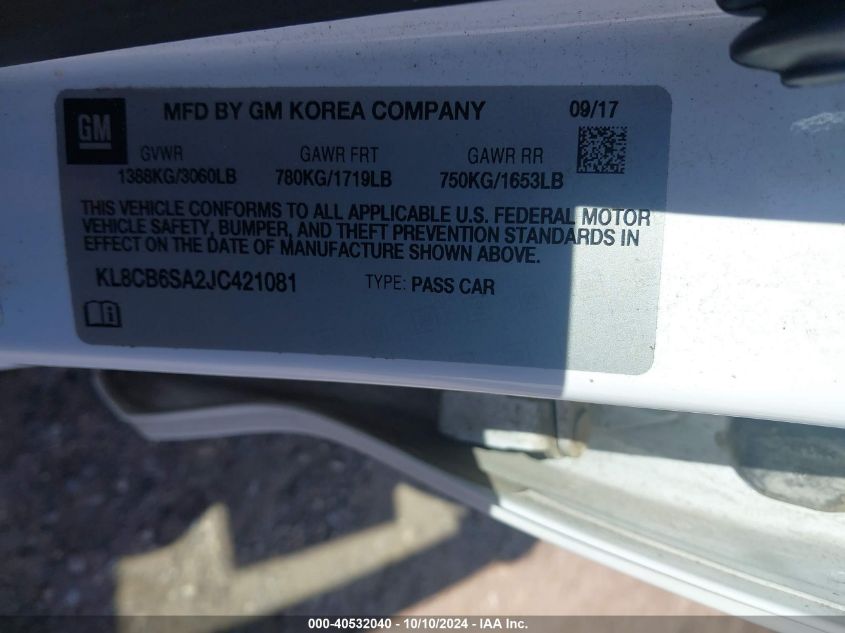 GM
MFD BY GM KOREA COMPANY 09/17
GVWR GAWR FRT GAWR RR
1388KG/3060LB 780KG/1719LB 750KG/1653LB
THIS VEHICLE CONFORMS TO ALL APPLICABLE U.S. FEDERAL MOTOR
VEHICLE SAFETY, BUMPER, AND THEFT PREVENTION STANDARDS IN
EFFECT ON THE DATE OF MANUFACTURE SHOWN ABOVE.
KL8CB6SA2JC421081 TYPE: PASS CAR
000-40532040 - 10/10/2024 - IAA Inc.